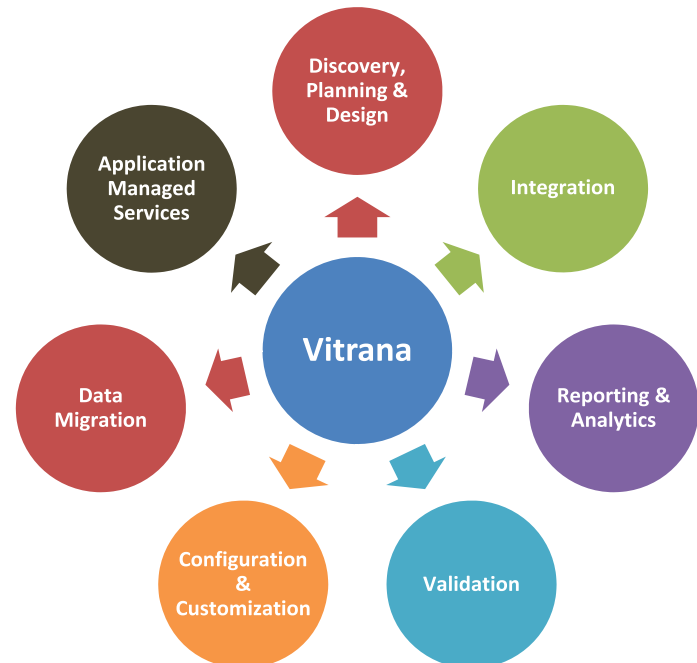 Discovery,
Planning &
Design
Integration
Reporting &
Analytics
Validation
Configuration
&
Customization
Data
Migration
Application
Managed
Services
Vitrana